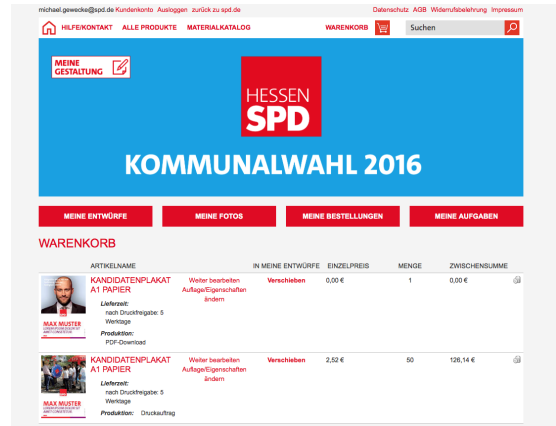 michael.gewecke@spd.de Kundenkonto Ausloggen zurück zu spd.de Datenschutz AGB Widerrufsbelehrung Impressum
HILFE/KONTAKT ALLE PRODUKTE MATERIALKATALOG WARENKORB Suchen
MEINE
GESTALTUNG
HESSEN
SPD
KOMMUNALWAHL 2016
MEINE ENTWÜRFE MEINE FOTOS MEINE BESTELLUNGEN MEINE AUFGABEN
WARENKORB
ARTIKELNAME IN MEINE ENTWÜRFE EINZELPREIS MENGE ZWISCHENSUMME
KANDIDATENPLAKAT Weiter bearbeiten Verschieben 0,00 € 1 0,00 €
A1 PAPIER Auflage/Eigenschaften
ändern
Lieferzeit:
nach Druckfreigabe: 5
Werktage
MAX MUSTER
Produktion:
PDF-Download
KANDIDATENPLAKAT Weiter bearbeiten Verschieben 2,52 € 50 126,14 €
A1 PAPIER Auflage/Eigenschaften
ändern
Lieferzeit:
nach Druckfreigabe: 5
Werktage
MAX MUSTER
Produktion: Druckauftrag